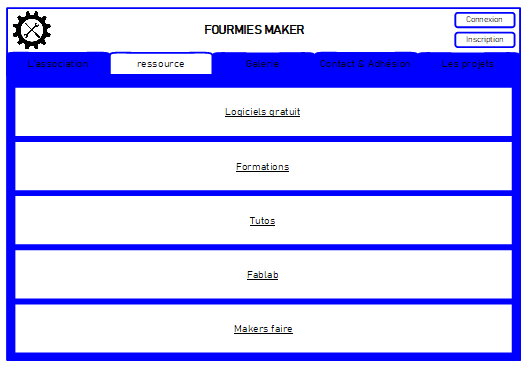 FOURMIES MAKER
Connexion
Inscription
L'association
ressource
Galerie
Contact & Adhésion
Les projets
Logiciels gratuit
Formations
Tutos
Fablab
Makers faire